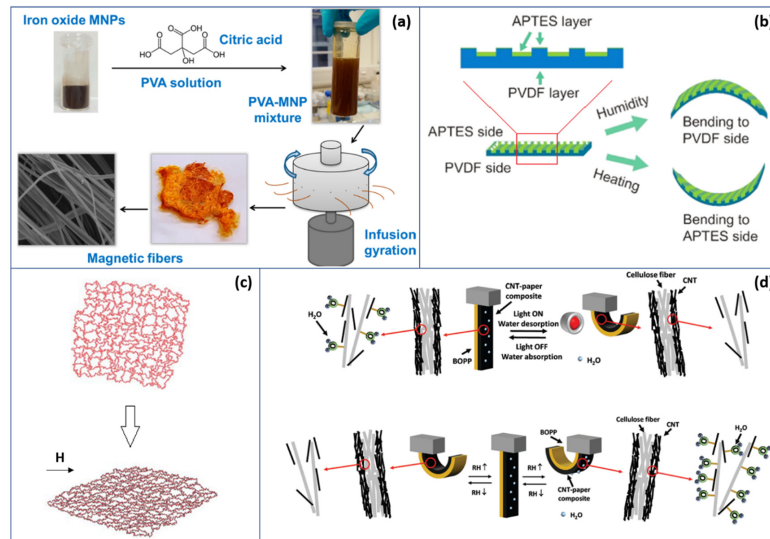 (a)
Iron oxide MNPs
Citric acid
PVA solution
PVA-MNP
mixture
Infusion
gyration
Magnetic fibers
(b)
APTES layer
PVDF layer
APTES side
PVDF side
Humidity
Heating
Bending to
PVDF side
Bending to
APTES side
(c)
H
(d)
H₂O
CNT-paper
composite
BOPP
Light ON
Water desorption
Light OFF
Water absorption
H₂O
Cellulose fiber
CNT
RH ↑
RH ↓
RH ↑
RH ↓
BOPP
CNT-paper
composite
H₂O
Cellulose fiber
CNT
H₂O